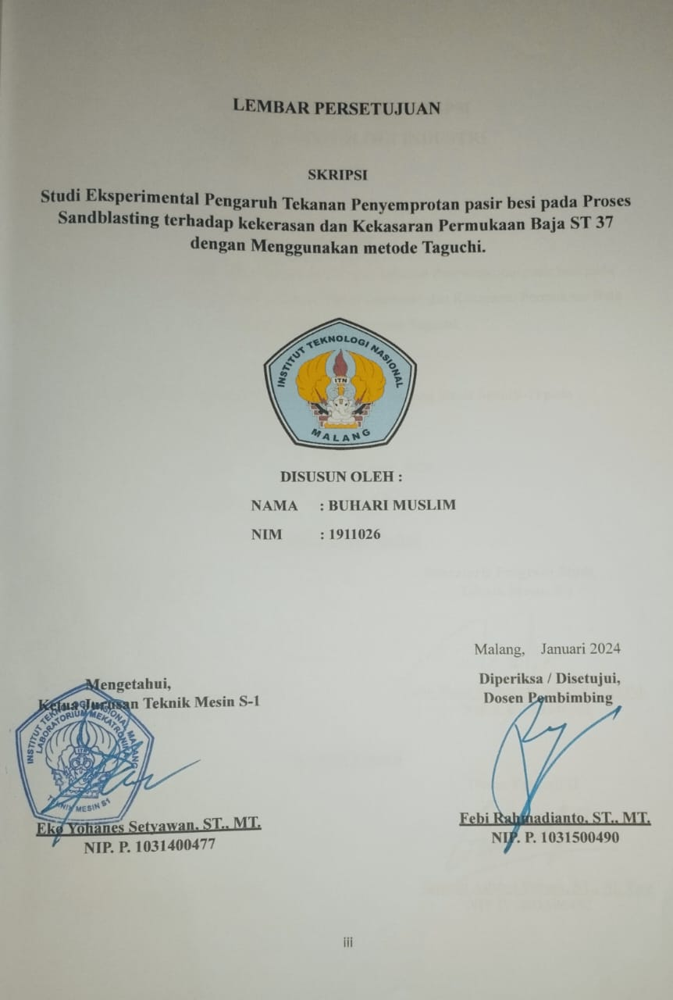 LEMBAR PERSETUJUAN
SKRIPSI
Studi Eksperimental Pengaruh Tekanan Penyemprotan pasir besi pada Proses
Sandblasting terhadap kekerasan dan Kekasaran Permukaan Baja ST 37
dengan Menggunakan metode Taguchi.
INSTITUT TEKNOLOGI NASIONAL
ITN
MALANG
DISUSUN OLEH :
NAMA : BUHARI MUSLIM
NIM : 1911026
Malang, Januari 2024
Mengetahui,
Ketua Jurusan Teknik Mesin S-1
Diperiksa / Disetujui,
Dosen Pembimbing
INSTITUT TEKNOLOGI NASIONAL MALANG
LABORATORIUM MEKATRONIKA
ITN
TEKNIK MESIN S1
Eko Yohanes Setyawan, ST., MT.
NIP. P. 1031400477
Febi Rahmadianto, ST., MT.
NIP. P. 1031500490
iii